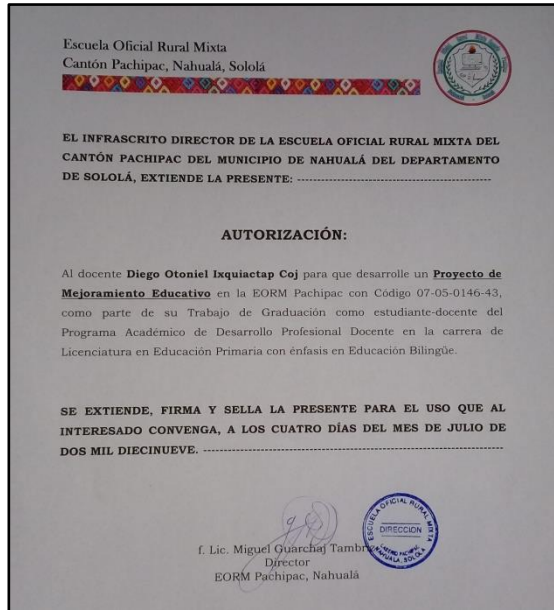 Escuela Oficial Rural Mixta
Cantón Pachipac, Nahualá, Sololá
EL INFRASCRITO DIRECTOR DE LA ESCUELA OFICIAL RURAL MIXTA DEL
CANTÓN PACHIPAC DEL MUNICIPIO DE NAHUALÁ DEL DEPARTAMENTO
DE SOLOLÁ, EXTIENDE LA PRESENTE: ------------------------------------------------
AUTORIZACIÓN:
Al docente Diego Otoniel Ixquiactap Coj para que desarrolle un Proyecto de
Mejoramiento Educativo en la EORM Pachipac con Código 07-05-0146-43,
como parte de su Trabajo de Graduación como estudiante-docente del
Programa Académico de Desarrollo Profesional Docente en la carrera de
Licenciatura en Educación Primaria con énfasis en Educación Bilingüe.
SE EXTIENDE, FIRMA Y SELLA LA PRESENTE PARA EL USO QUE AL
INTERESADO CONVENGA, A LOS CUATRO DÍAS DEL MES DE JULIO DE
DOS MIL DIECINUEVE. --------------------------------------------------------------------------
ESCUELA OFICIAL RURAL MIXTA
DIRECCION
NAHUALA, SOLOLA
f. Lic. Miguel Guarchaj
Director
EORM Pachipac, Nahualá